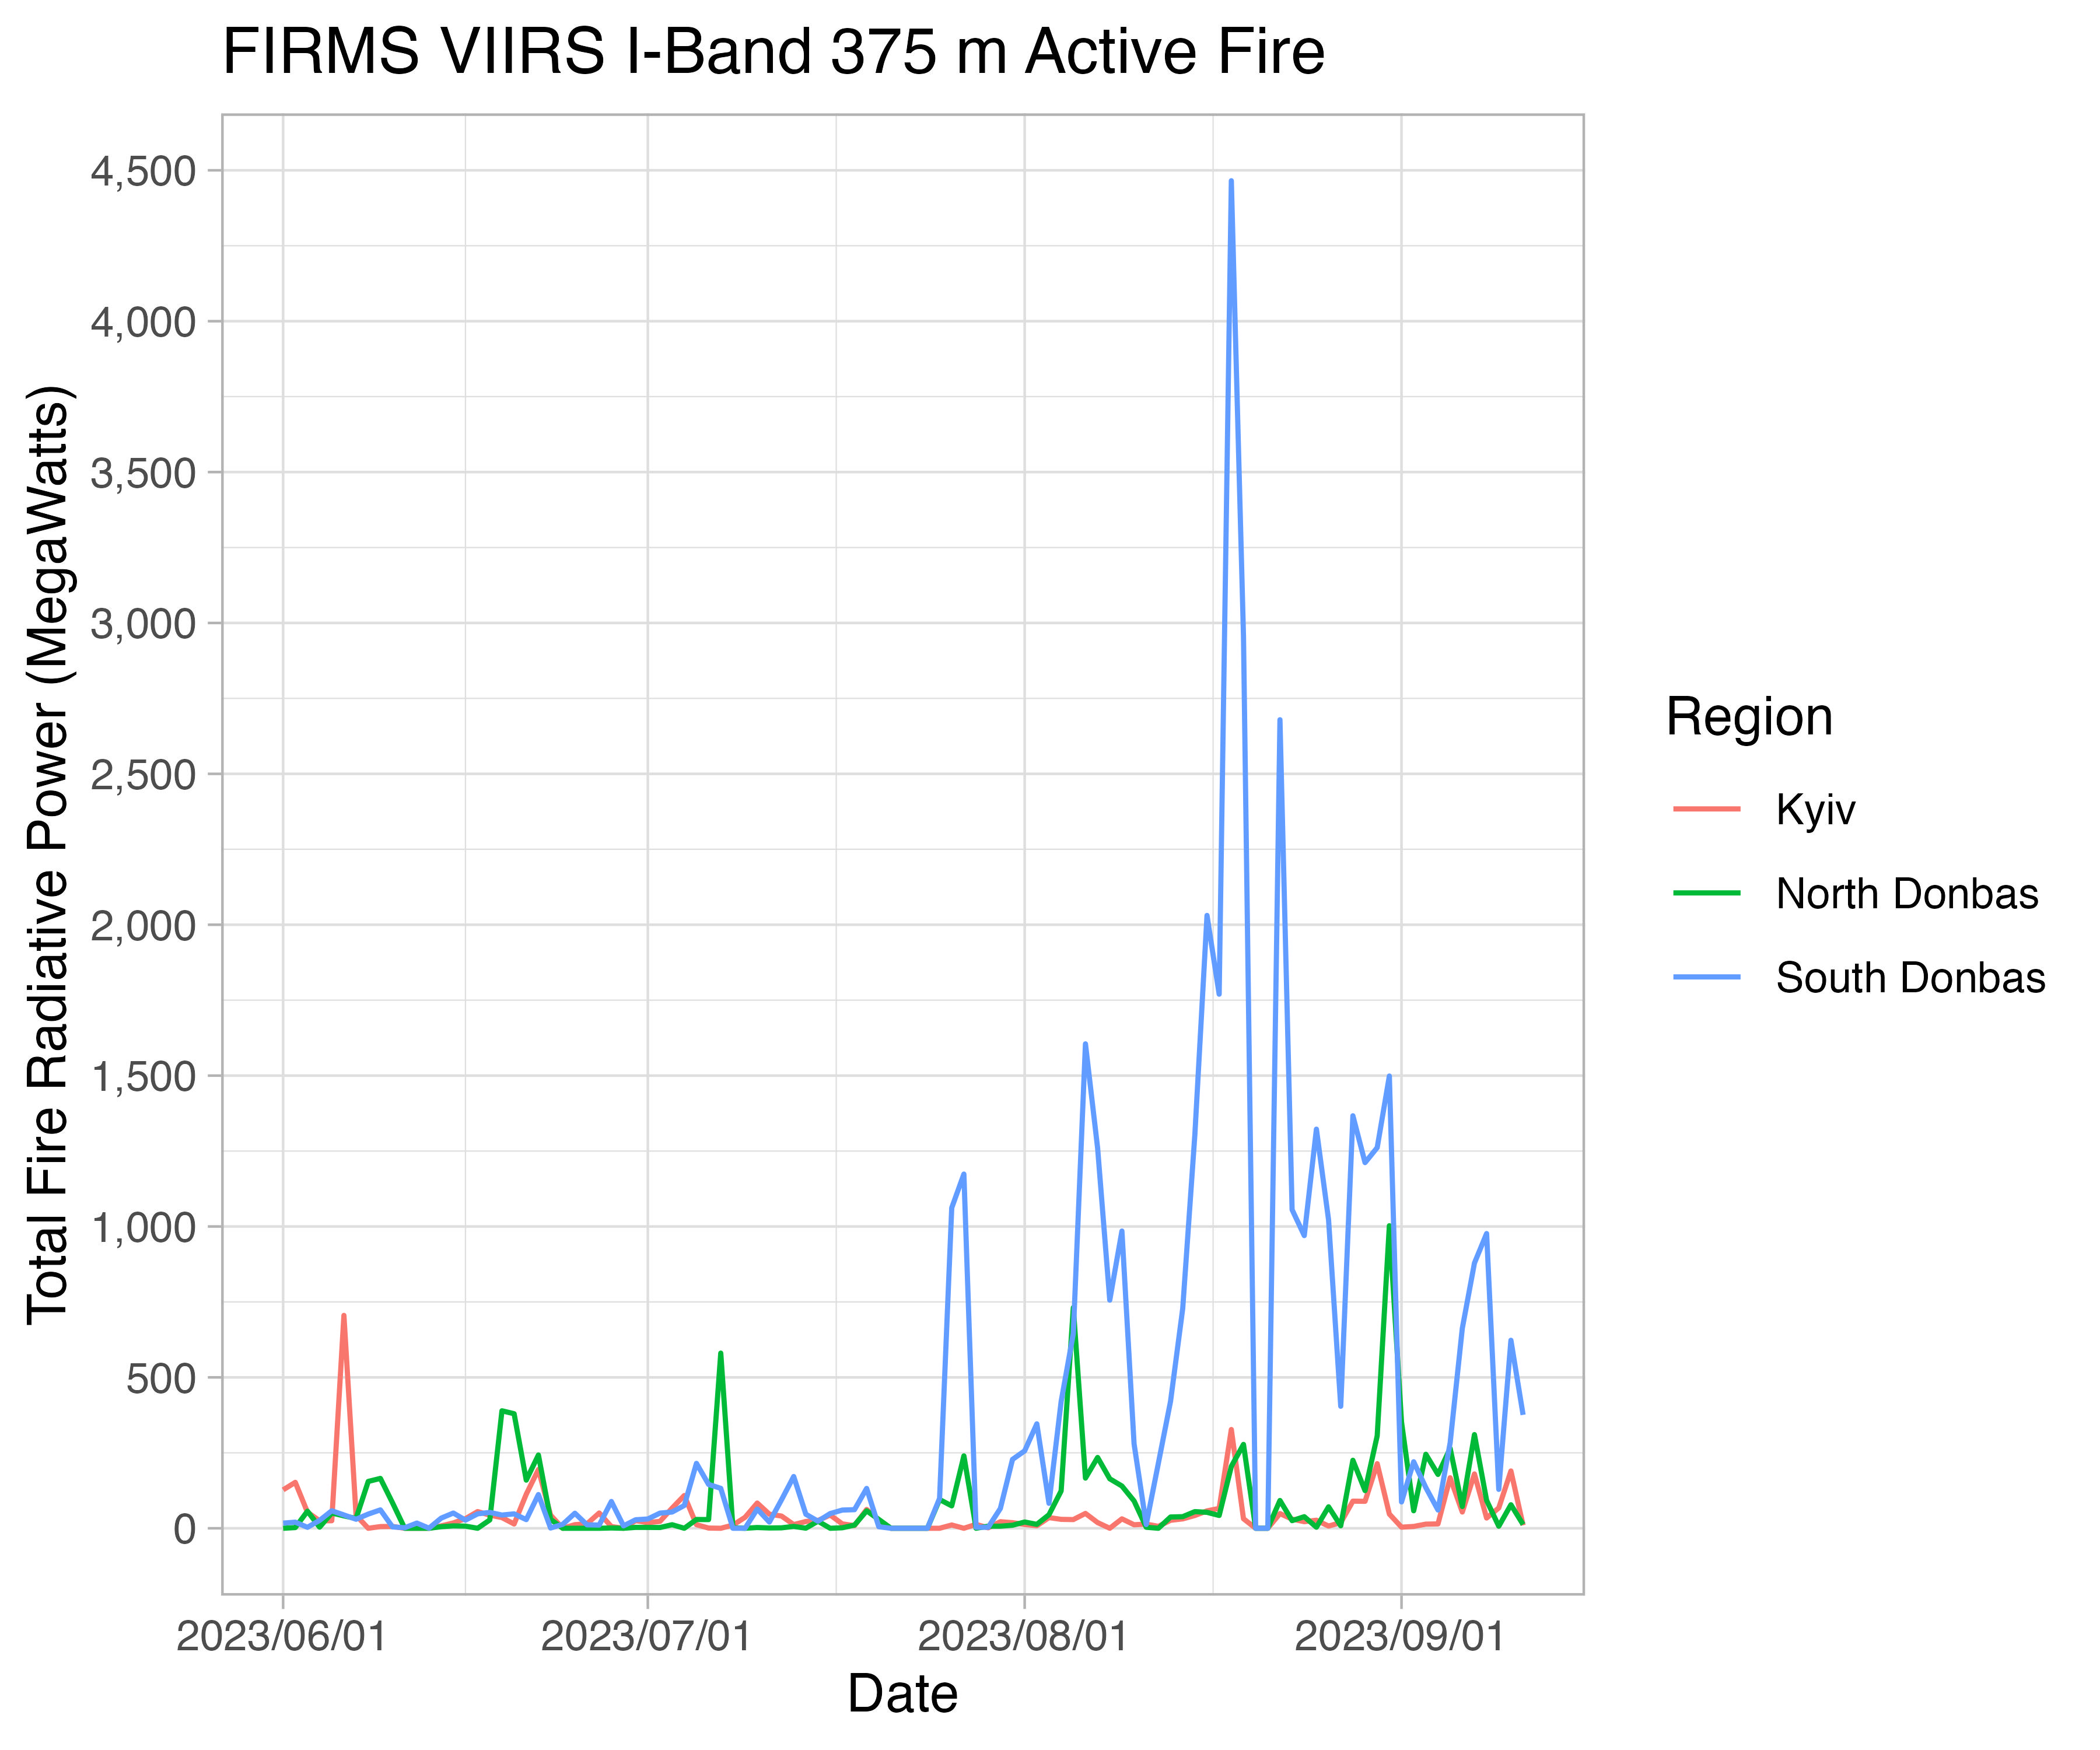 FIRMS VIIRS I-Band 375 m Active Fire
Total Fire Radiative Power (MegaWatts)
4,500
4,000
3,500
3,000
2,500
2,000
1,500
1,000
500
0
2023/06/01
2023/07/01
2023/08/01
2023/09/01
Date
Region
Kyiv
North Donbas
South Donbas